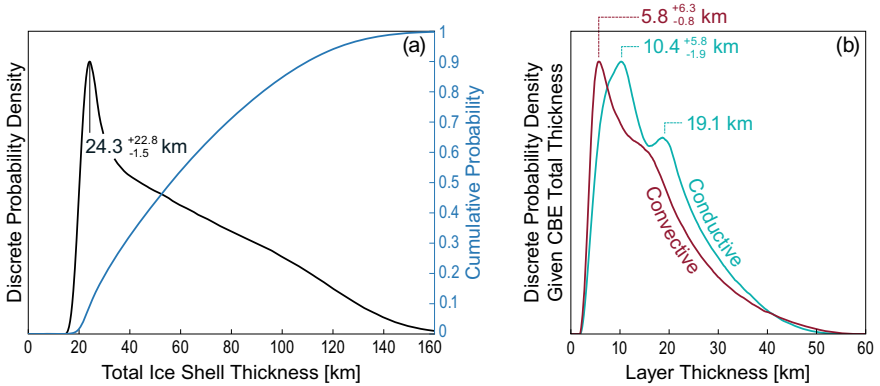 (a)
Discrete Probability Density
24.3 +22.8 -1.5 km
Cumulative Probability
1
0.9
0.8
0.7
0.6
0.5
0.4
0.3
0.2
0.1
0
0 20 40 60 80 100 120 140 160
Total Ice Shell Thickness [km]
(b)
5.8 +6.3 -0.8 km
10.4 +5.8 -1.9 km
19.1 km
Discrete Probability Density
Given CBE Total Thickness
Conductive
Convective
0 10 20 30 40 50 60
Layer Thickness [km]